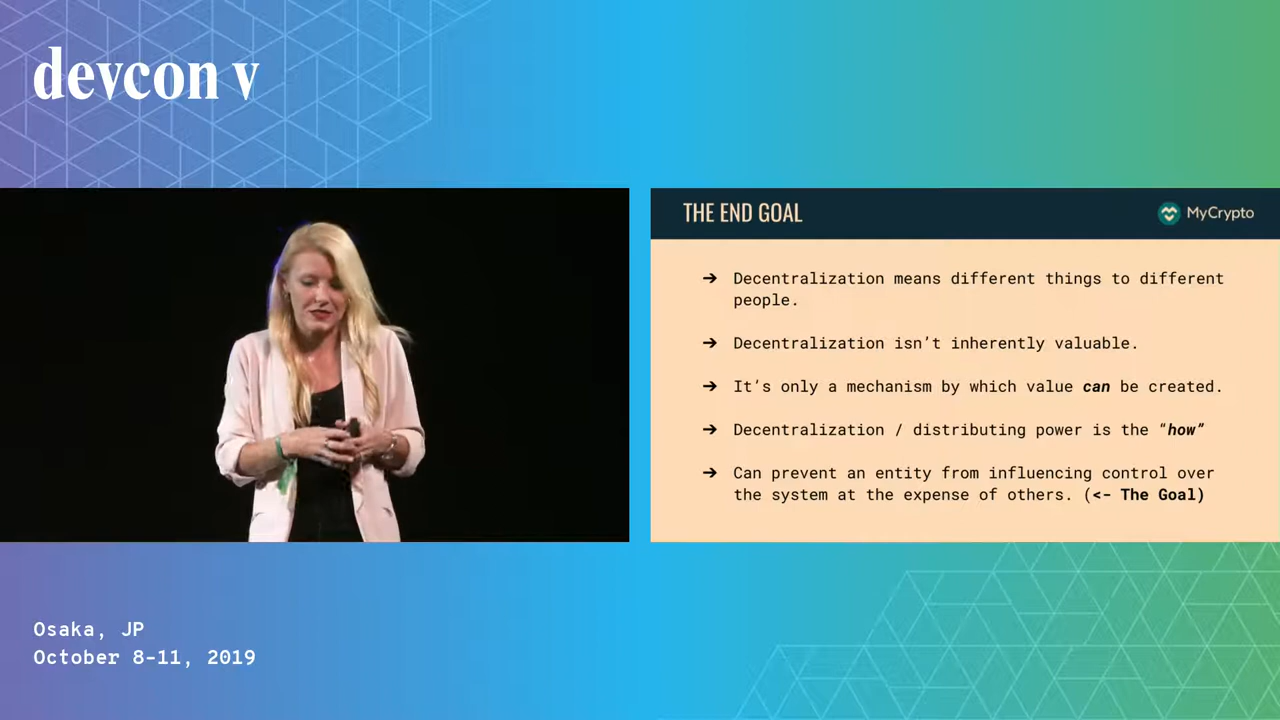 devcon v
THE END GOAL
MyCrypto
➔ Decentralization means different things to different
people.
➔ Decentralization isn’t inherently valuable.
➔ It’s only a mechanism by which value can be created.
➔ Decentralization / distributing power is the “how”
➔ Can prevent an entity from influencing control over
the system at the expense of others. (<- The Goal)
Osaka, JP
October 8-11, 2019